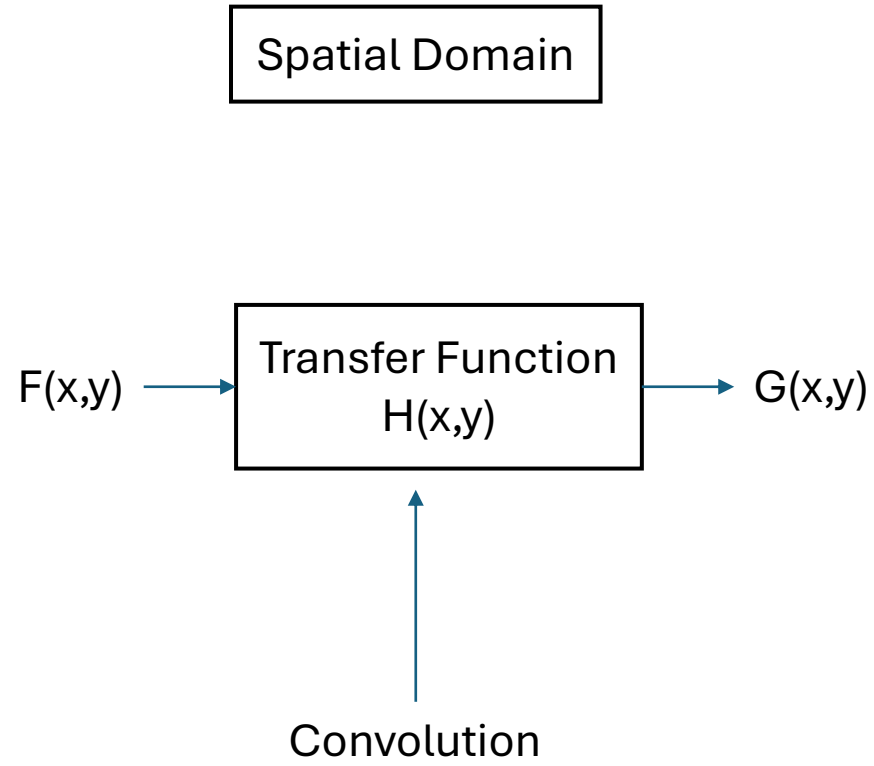 Spatial Domain
F(x,y)
Transfer Function
H(x,y)
G(x,y)
Convolution